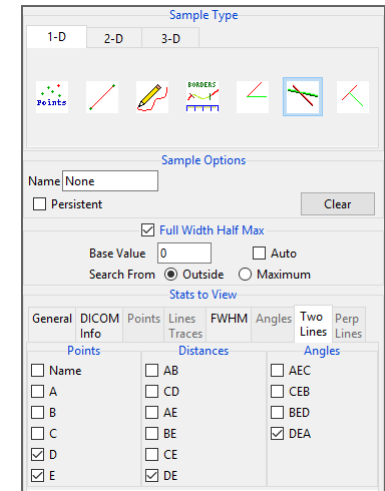 Sample Type
1-D 2-D 3-D
Points BORDERS
Sample Options
Name None
Persistent Clear
Full Width Half Max
Base Value 0 Auto
Search From Outside Maximum
Stats to View
General DICOM Info Points Lines Traces FWHM Angles Two Lines Perp Lines
Points Distances Angles
Name AB AEC
A CD CEB
B AE BED
C BE DEA
D CE
E DE